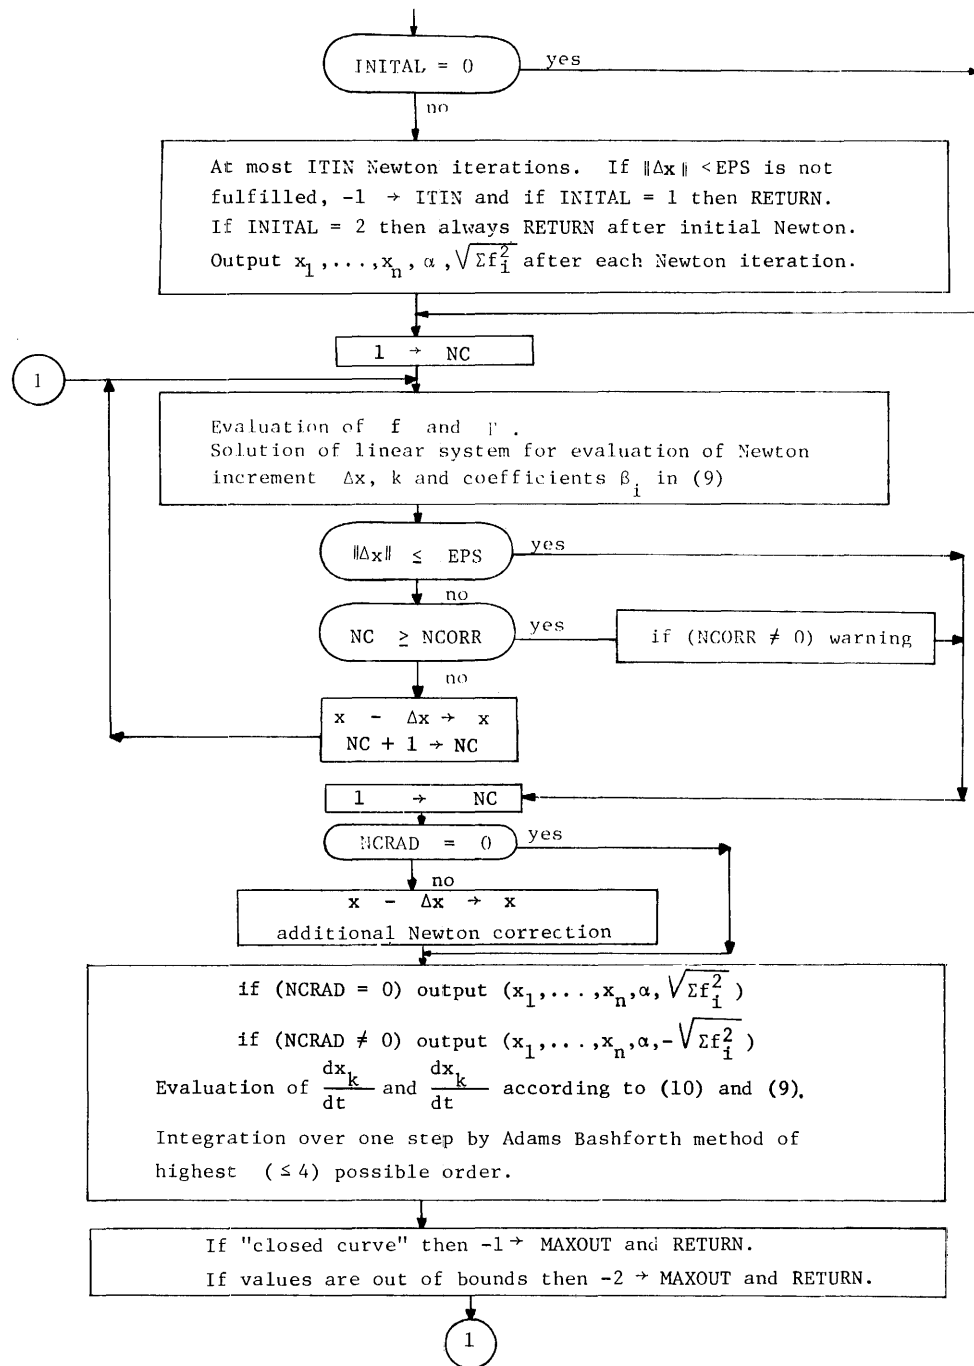 INITAL = 0
yes
no
At most ITIN Newton iterations. If ‖Δx‖ <EPS is not
fulfilled, -1 → ITIN and if INITAL = 1 then RETURN.
If INITAL = 2 then always RETURN after initial Newton.
Output x₁,...,xₙ, α, √Σfᵢ² after each Newton iteration.
1 → NC
1
Evaluation of f and
Solution of linear system for evaluation of Newton
increment Δx, k and coefficients βᵢ in (9)
‖Δx‖ ≤ EPS
yes
no
NC ≥ NCORR
yes
if (NCORR ≠ 0) warning
no
x - Δx → x
NC + 1 → NC
1 → NC
NCRAD = 0
yes
no
x - Δx → x
additional Newton correction
if (NCRAD = 0) output (x₁,...,xₙ,α, √Σfᵢ² )
if (NCRAD ≠ 0) output (x₁,...,xₙ,α,-√Σfᵢ² )
Evaluation of dxₖ/dt and dxₖ/dt according to (10) and (9).
Integration over one step by Adams Bashforth method of
highest (≤ 4) possible order.
If "closed curve" then -1 → MAXOUT and RETURN.
If values are out of bounds then -2 → MAXOUT and RETURN.
1